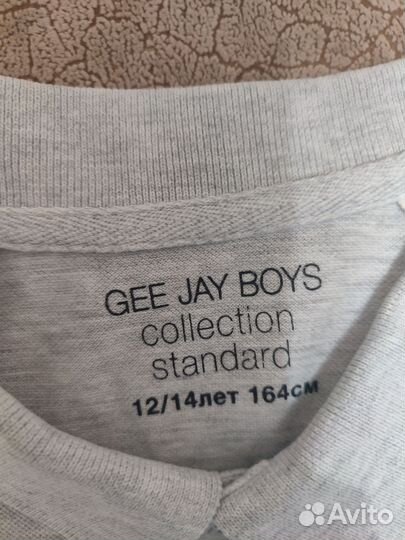 GEE JAY BOYS
collection
standard
12/14лет 164см
Avito